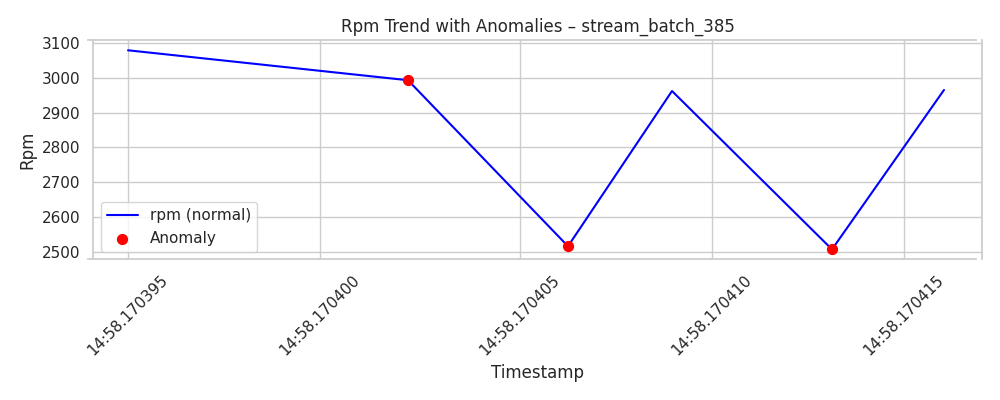 Rpm Trend with Anomalies – stream_batch_385
3100
3000
2900
2800
2700
2600
2500
Rpm
rpm (normal)
Anomaly
14:58.170395
14:58.170400
14:58.170405
14:58.170410
14:58.170415
Timestamp